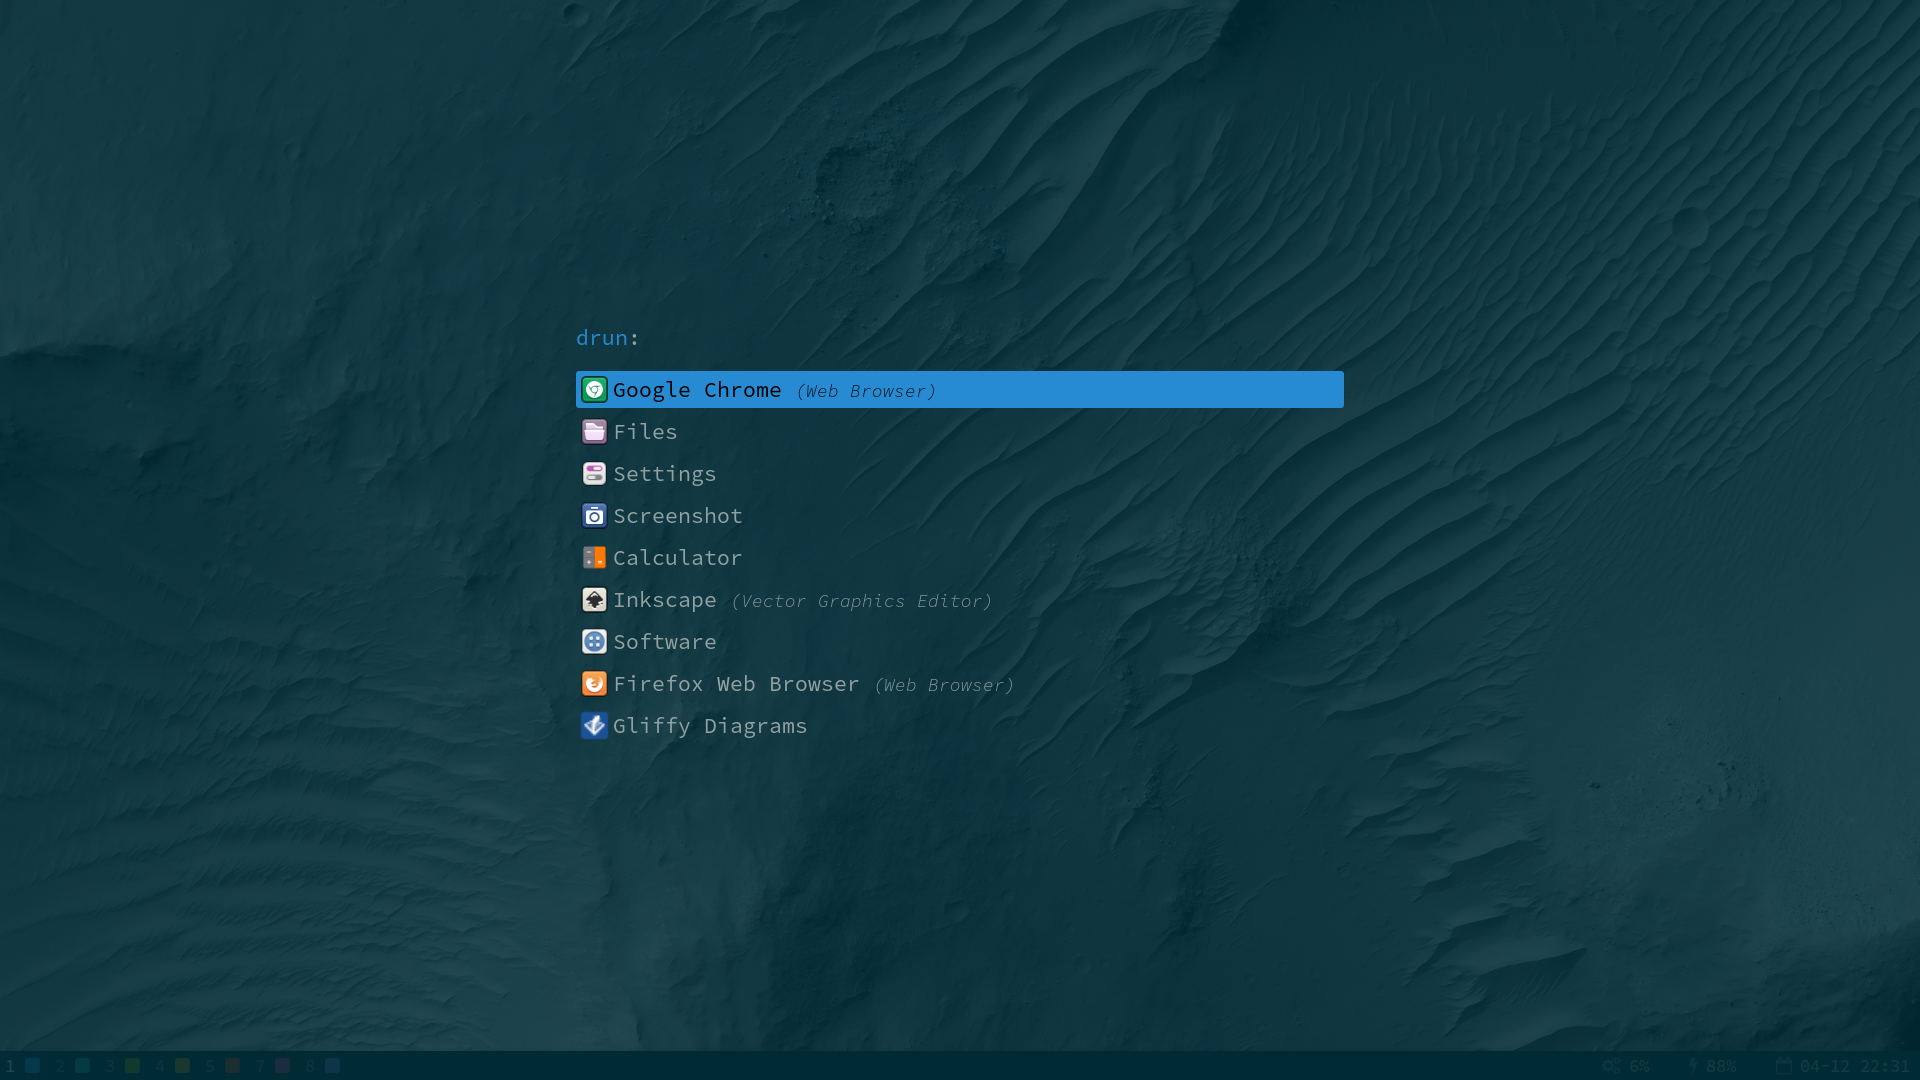 drun:
Google Chrome (Web Browser)
Files
Settings
Screenshot
Calculator
Inkscape (Vector Graphics Editor)
Software
Firefox Web Browser (Web Browser)
Gliffy Diagrams
1 2 3 4 5 7 8 6% 88% 04-12 22:31